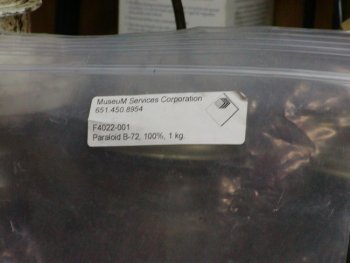 MuseuM Services Corporation
651.450.8954
F4022-001
Paraloid B-72, 100%, 1 kg.